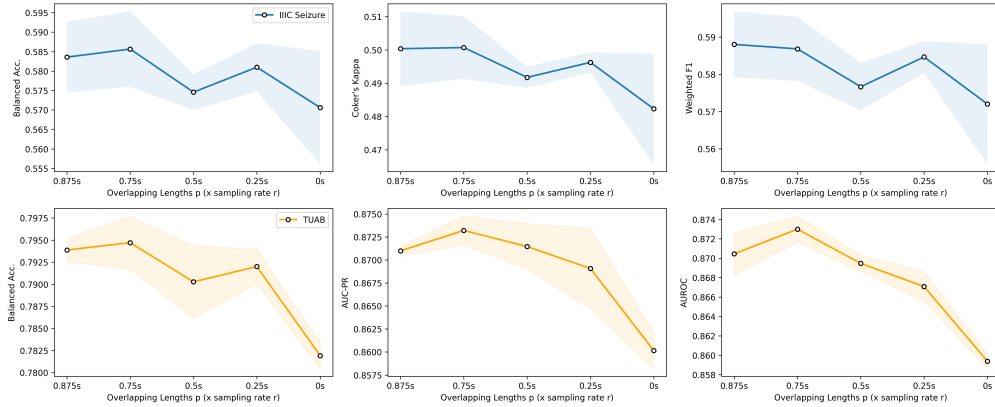 0.595
0.590
0.585
0.580
0.575
0.570
0.565
0.560
0.555
Balanced Acc.
IIIC Seizure
0.875s 0.75s 0.5s 0.25s 0s
Overlapping Lengths p (x sampling rate r)
0.51
0.50
0.49
0.48
0.47
Coker's Kappa
0.875s 0.75s 0.5s 0.25s 0s
Overlapping Lengths p (x sampling rate r)
0.59
0.58
0.57
0.56
Weighted F1
0.875s 0.75s 0.5s 0.25s 0s
Overlapping Lengths p (x sampling rate r)
0.7975
0.7950
0.7925
0.7900
0.7875
0.7850
0.7825
0.7800
Balanced Acc.
TUAB
0.875s 0.75s 0.5s 0.25s 0s
Overlapping Lengths p (x sampling rate r)
0.8750
0.8725
0.8700
0.8675
0.8650
0.8625
0.8600
0.8575
AUC-PR
0.875s 0.75s 0.5s 0.25s 0s
Overlapping Lengths p (x sampling rate r)
0.874
0.872
0.870
0.868
0.866
0.864
0.862
0.860
0.858
AUROC
0.875s 0.75s 0.5s 0.25s 0s
Overlapping Lengths p (x sampling rate r)